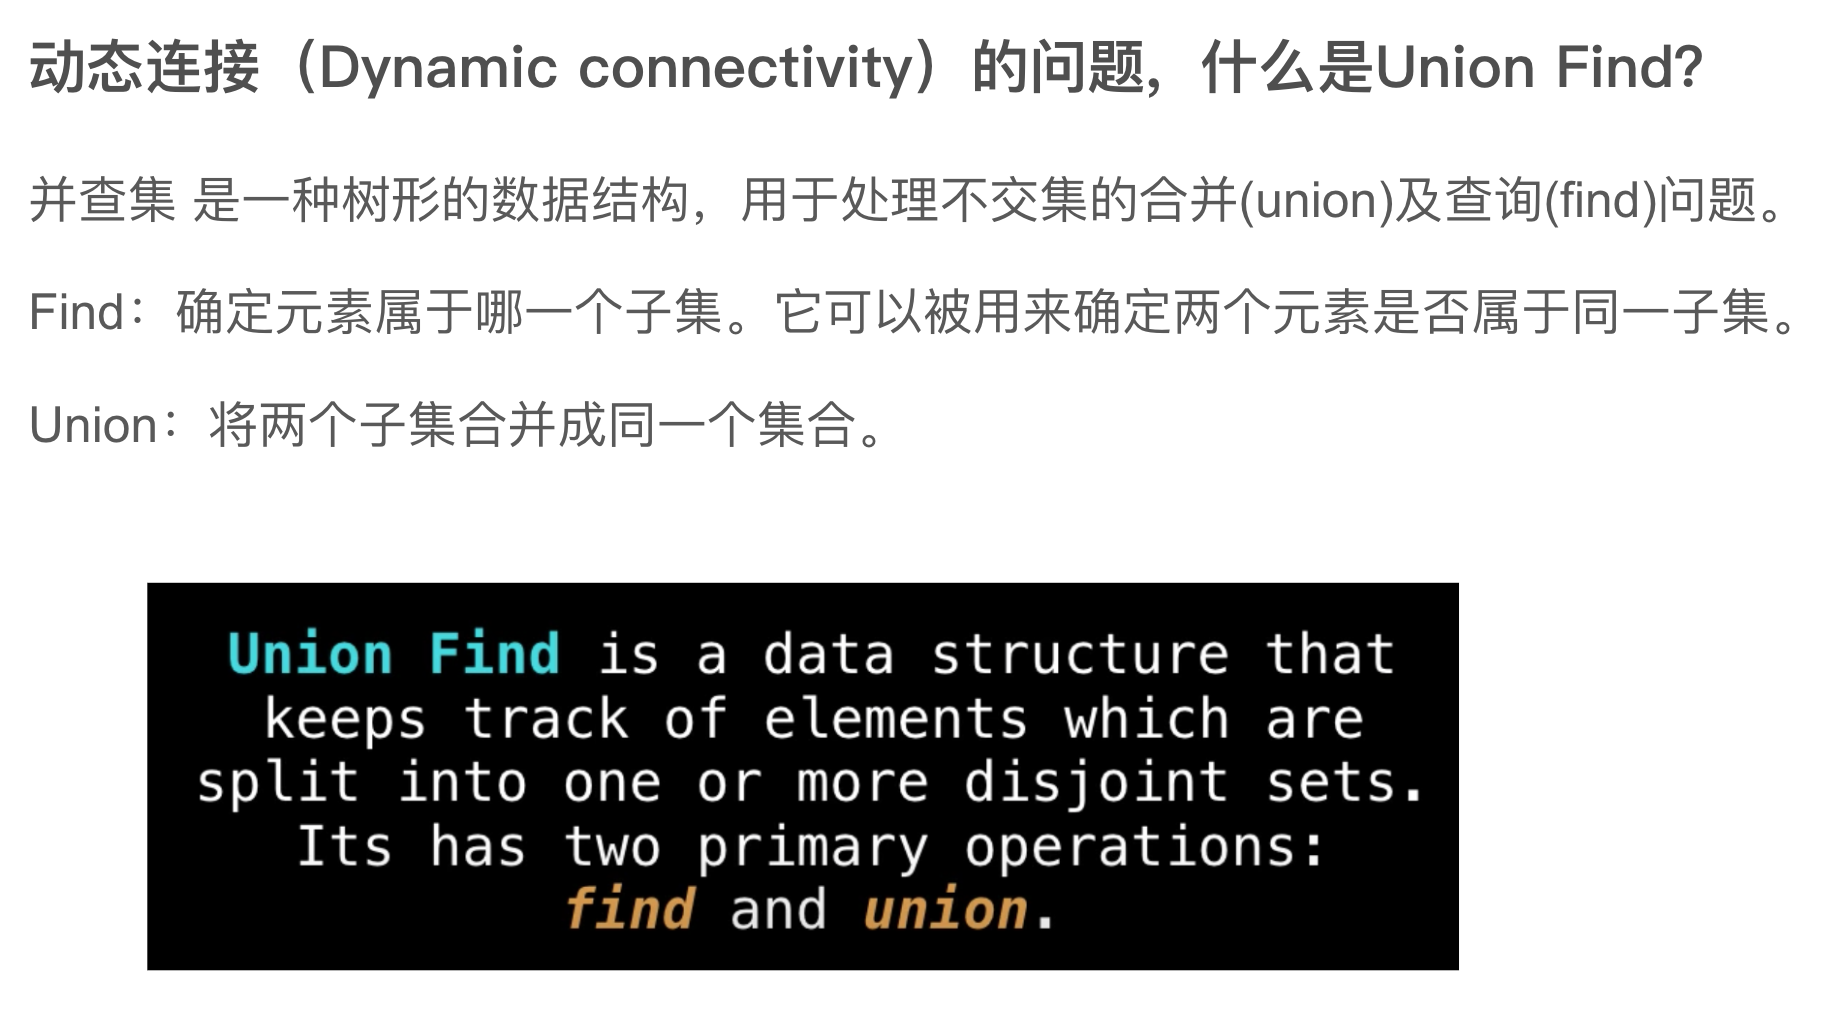 动态连接（Dynamic connectivity）的问题，什么是Union Find?
并查集 是一种树形的数据结构，用于处理不交集的合并(union)及查询(find)问题。
Find：确定元素属于哪一个子集。它可以被用来确定两个元素是否属于同一子集。
Union：将两个子集合并成同一个集合。
Union Find is a data structure that
keeps track of elements which are
split into one or more disjoint sets.
Its has two primary operations:
find and union.